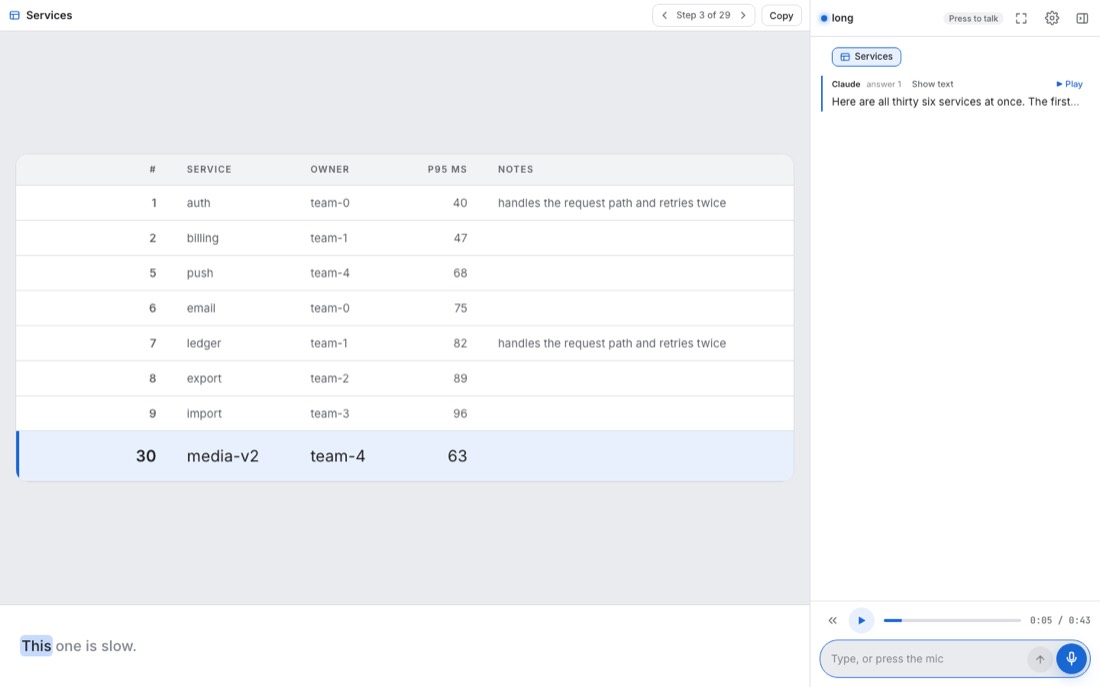 Services
Step 3 of 29
Copy
# SERVICE OWNER P95 MS NOTES
1 auth team-0 40 handles the request path and retries twice
2 billing team-1 47
5 push team-4 68
6 email team-0 75
7 ledger team-1 82 handles the request path and retries twice
8 export team-2 89
9 import team-3 96
30 media-v2 team-4 63
This one is slow.
long
Press to talk
Services
Claude answer 1 Show text Play
Here are all thirty six services at once. The first...
0:05 / 0:43
Type, or press the mic